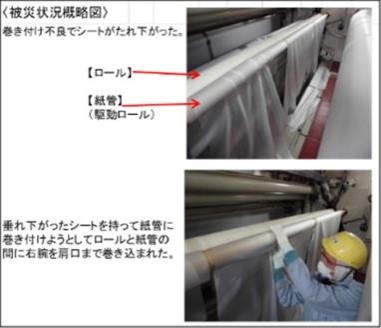 〈被災状況概略図〉
巻き付け不良でシートがたれ下がった。
【ロール】
【紙管】
(駆動ロール)
垂れ下がったシートを持って紙管に
巻き付けようとしてロールと紙管の
間に右腕を肩口まで巻き込まれた。